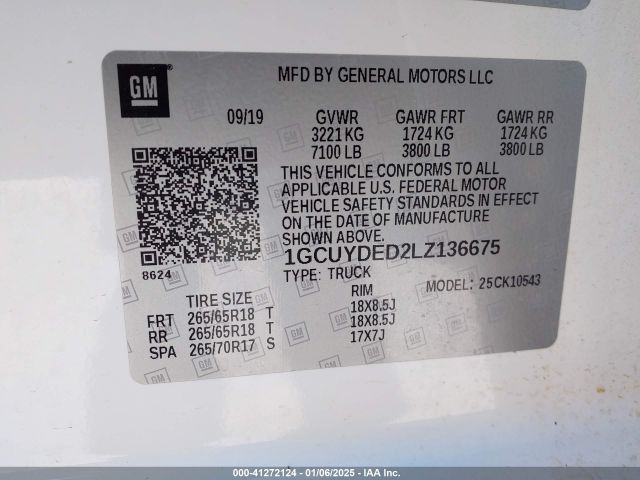 GM
MFD BY GENERAL MOTORS LLC
09/19 GVWR GAWR FRT GAWR RR
3221 KG 1724 KG 1724 KG
7100 LB 3800 LB 3800 LB
THIS VEHICLE CONFORMS TO ALL
APPLICABLE U.S. FEDERAL MOTOR
VEHICLE SAFETY STANDARDS IN EFFECT
ON THE DATE OF MANUFACTURE
SHOWN ABOVE.
1GCUYDED2LZ136675
8624 TYPE: TRUCK MODEL: 25 CK10543
TIRE SIZE RIM
FRT 265/65R18 T 18X8.5J
RR 265/65R18 T 18X8.5J
SPA 265/70R17 S 17X7J
000-41272124 - 01/06/2025 - IAA Inc.